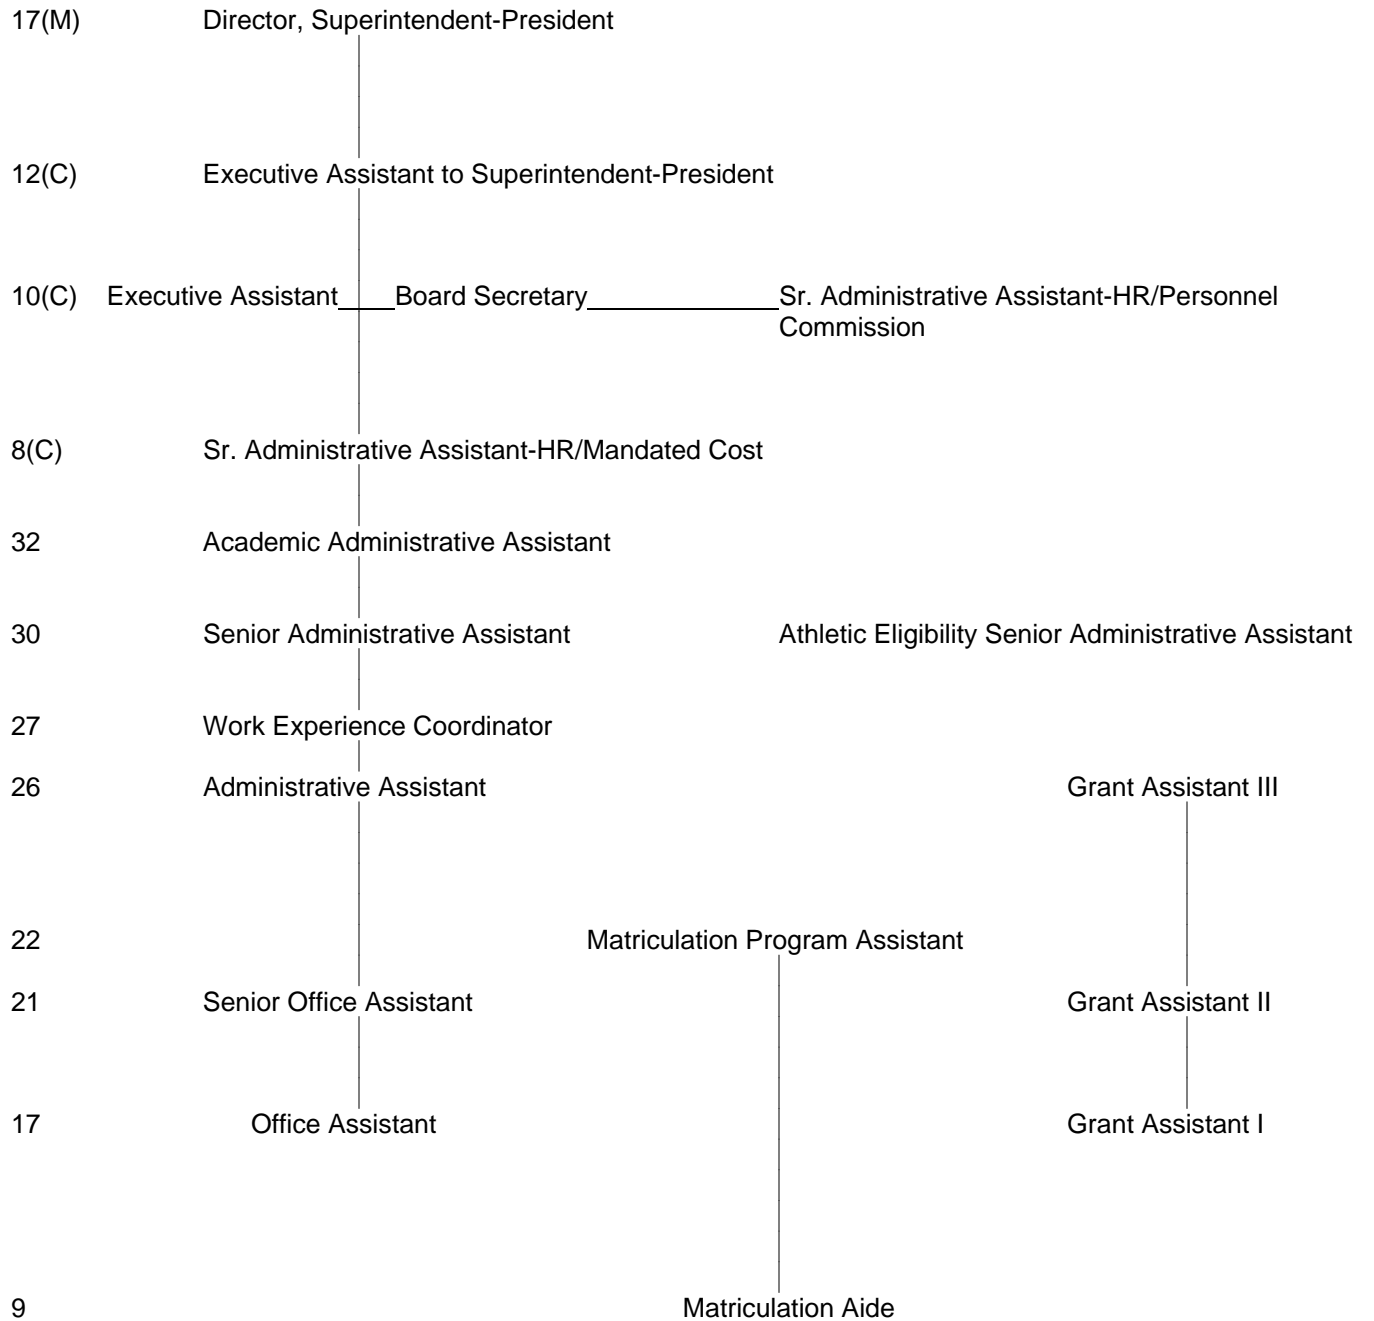 17(M) Director, Superintendent-President
12(C) Executive Assistant to Superintendent-President
10(C) Executive Assistant Board Secretary Sr. Administrative Assistant-HR/Personnel
Commission
8(C) Sr. Administrative Assistant-HR/Mandated Cost
32 Academic Administrative Assistant
30 Senior Administrative Assistant Athletic Eligibility Senior Administrative Assistant
27 Work Experience Coordinator
26 Administrative Assistant Grant Assistant III
22 Matriculation Program Assistant
21 Senior Office Assistant Grant Assistant II
17 Office Assistant Grant Assistant I
9 Matriculation Aide